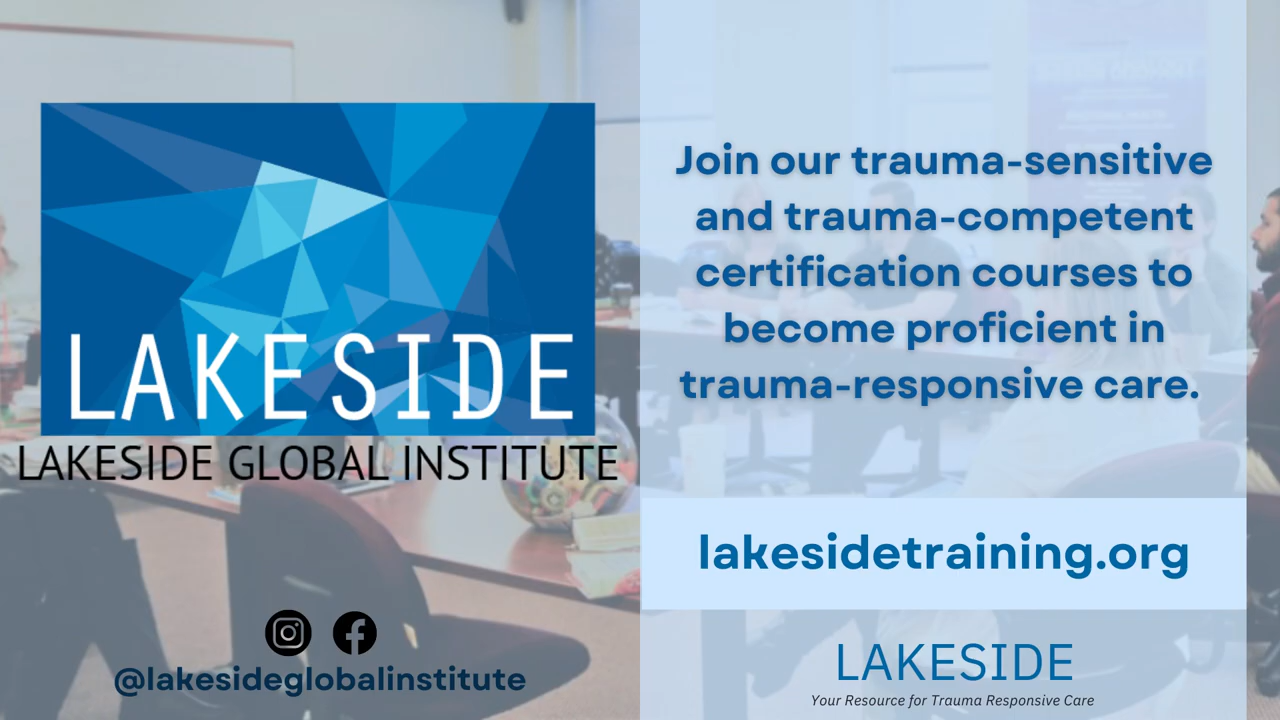 LAKESIDE
LAKESIDE GLOBAL INSTITUTE
@lakesideglobalinstitute
Join our trauma-sensitive
and trauma-competent
certification courses to
become proficient in
trauma-responsive care.
lakesidetraining.org
LAKESIDE
Your Resource for Trauma Responsive Care